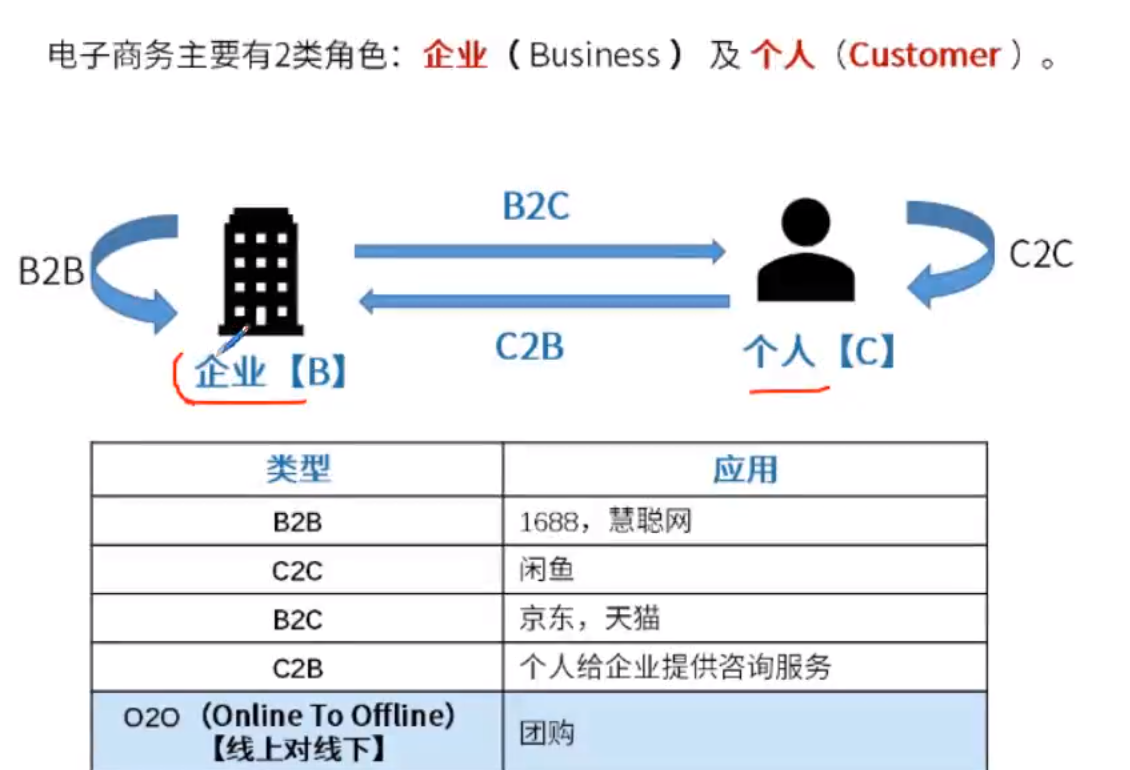 电子商务主要有2类角色：企业（Business）及 个人（Customer）。
B2C
B2B
C2C
C2B
企业【B】
个人【C】
类型 应用
B2B 1688，慧聪网
C2C 闲鱼
B2C 京东，天猫
C2B 个人给企业提供咨询服务
O2O（Online To Offline）
【线上对线下】 团购